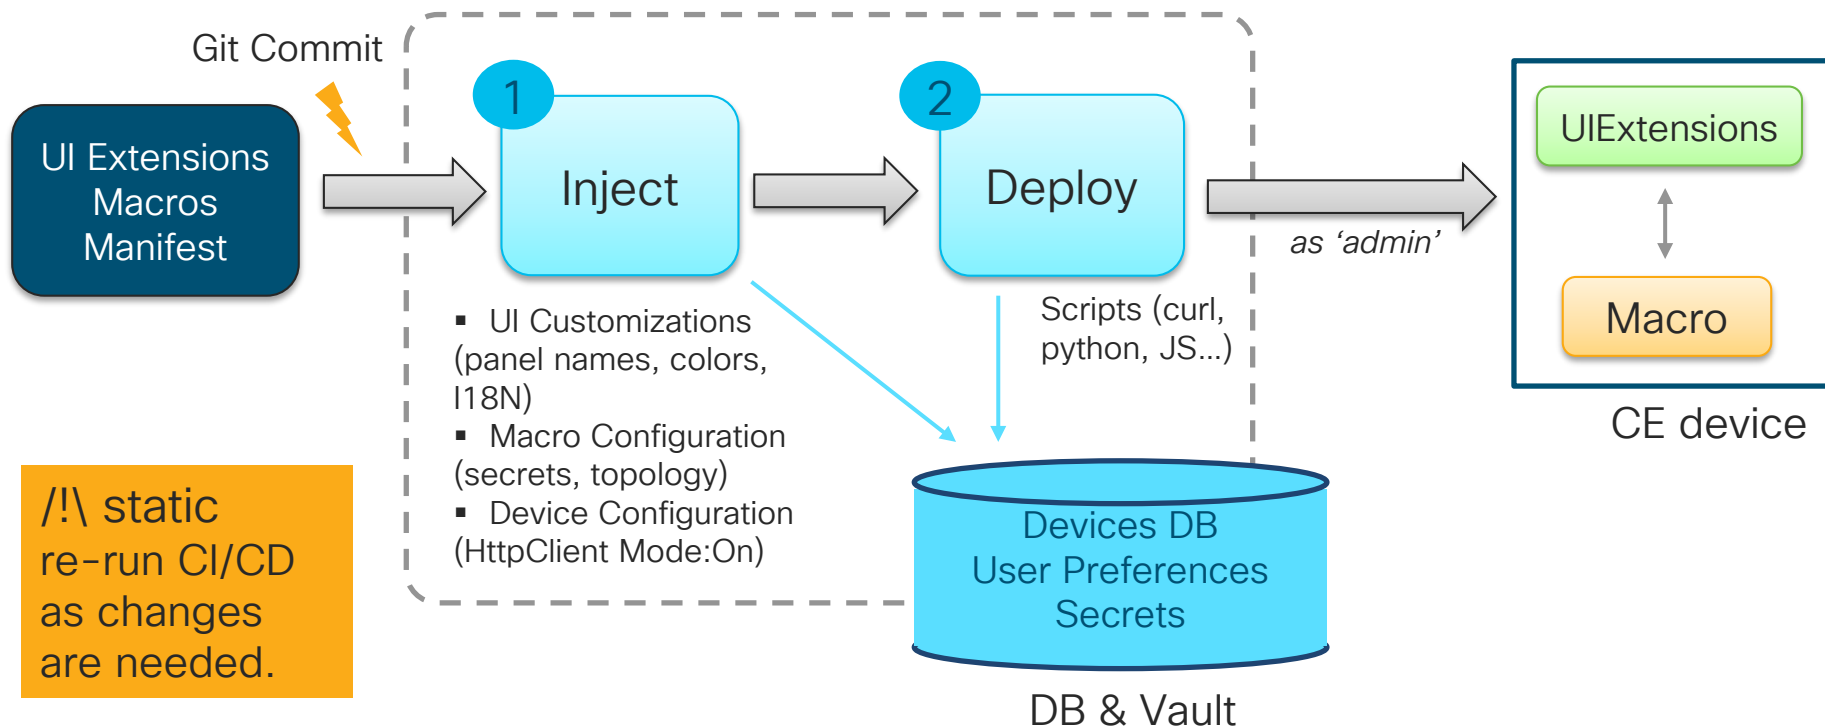 Git Commit
UI Extensions
Macros
Manifest
1
Inject
2
Deploy
as ‘admin’
UIExtensions
Macro
CE device
▪ UI Customizations
(panel names, colors,
I18N)
▪ Macro Configuration
(secrets, topology)
▪ Device Configuration
(HttpClient Mode:On)
Scripts (curl,
python, JS...)
/!\ static
re-run CI/CD
as changes
are needed.
Devices DB
User Preferences
Secrets
DB & Vault